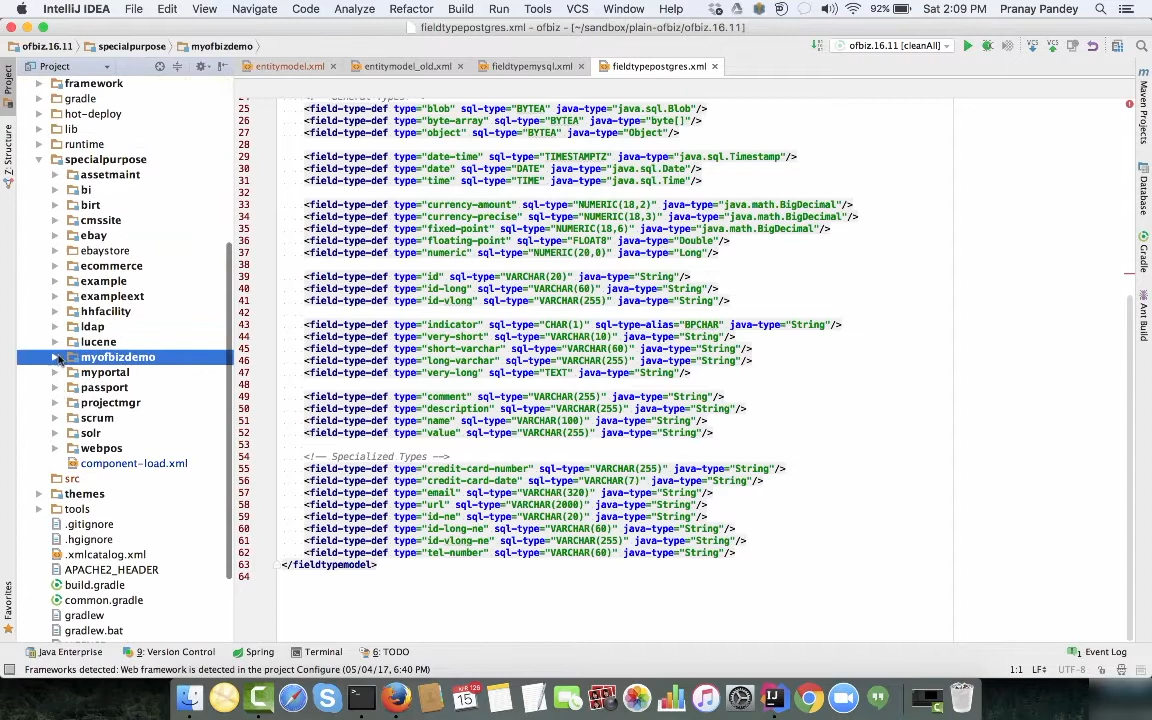 IntelliJ IDEA File Edit View Navigate Code Analyze Refactor Build Run Tools VCS Window Help 92% Sat 2:09 PM Pranay Pandey
fieldtypepostgres.xml - ofbiz - [~/sandbox/plain-ofbiz/ofbiz.16.11]
ofbiz.16.11 specialpurpose myofbizdemo ofbiz.16.11 [cleanAll]
Project entitymodel.xml entitymodel_old.xml fieldtypemysql.xml fieldtypepostgres.xml
Project
Z: Structure
Favorites
framework
gradle
hot-deploy
lib
runtime
specialpurpose
assetmaint
bi
birt
cmssite
ebay
ebaystore
ecommerce
example
exampleext
hhfacility
ldap
lucene
myofbizdemo
myportal
passport
projectmgr
scrum
solr
webpos
component-load.xml
src
themes
tools
.gitignore
.hgignore
.xmlcatalog.xml
APACHE2_HEADER
build.gradle
common.gradle
gradlew
gradlew.bat
25 <field-type-def type="blob" sql-type="BYTEA" java-type="java.sql.Blob"/>
26 <field-type-def type="byte-array" sql-type="BYTEA" java-type="byte[]"/>
27 <field-type-def type="object" sql-type="BYTEA" java-type="Object"/>
28
29 <field-type-def type="date-time" sql-type="TIMESTAMPTZ" java-type="java.sql.Timestamp"/>
30 <field-type-def type="date" sql-type="DATE" java-type="java.sql.Date"/>
31 <field-type-def type="time" sql-type="TIME" java-type="java.sql.Time"/>
32
33 <field-type-def type="currency-amount" sql-type="NUMERIC(18,2)" java-type="java.math.BigDecimal"/>
34 <field-type-def type="currency-precise" sql-type="NUMERIC(18,3)" java-type="java.math.BigDecimal"/>
35 <field-type-def type="fixed-point" sql-type="NUMERIC(18,6)" java-type="java.math.BigDecimal"/>
36 <field-type-def type="floating-point" sql-type="FLOAT8" java-type="Double"/>
37 <field-type-def type="numeric" sql-type="NUMERIC(20,0)" java-type="Long"/>
38
39 <field-type-def type="id" sql-type="VARCHAR(20)" java-type="String"/>
40 <field-type-def type="id-long" sql-type="VARCHAR(60)" java-type="String"/>
41 <field-type-def type="id-vlong" sql-type="VARCHAR(255)" java-type="String"/>
42
43 <field-type-def type="indicator" sql-type="CHAR(1)" sql-type-alias="BPCHAR" java-type="String"/>
44 <field-type-def type="very-short" sql-type="VARCHAR(10)" java-type="String"/>
45 <field-type-def type="short-varchar" sql-type="VARCHAR(60)" java-type="String"/>
46 <field-type-def type="long-varchar" sql-type="VARCHAR(255)" java-type="String"/>
47 <field-type-def type="very-long" sql-type="TEXT" java-type="String"/>
48
49 <field-type-def type="comment" sql-type="VARCHAR(255)" java-type="String"/>
50 <field-type-def type="description" sql-type="VARCHAR(255)" java-type="String"/>
51 <field-type-def type="name" sql-type="VARCHAR(100)" java-type="String"/>
52 <field-type-def type="value" sql-type="VARCHAR(255)" java-type="String"/>
53
54 <!-- Specialized Types -->
55 <field-type-def type="credit-card-number" sql-type="VARCHAR(255)" java-type="String"/>
56 <field-type-def type="credit-card-date" sql-type="VARCHAR(7)" java-type="String"/>
57 <field-type-def type="email" sql-type="VARCHAR(320)" java-type="String"/>
58 <field-type-def type="url" sql-type="VARCHAR(2000)" java-type="String"/>
59 <field-type-def type="id-ne" sql-type="VARCHAR(20)" java-type="String"/>
60 <field-type-def type="id-long-ne" sql-type="VARCHAR(60)" java-type="String"/>
61 <field-type-def type="id-vlong-ne" sql-type="VARCHAR(255)" java-type="String"/>
62 <field-type-def type="tel-number" sql-type="VARCHAR(60)" java-type="String"/>
63 </fieldtypemodel>
64
Maven Projects
Database
Gradle
Ant Build
Java Enterprise 9: Version Control Spring Terminal 6: TODO 1 Event Log
Frameworks detected: Web framework is detected in the project Configure (05/04/17, 6:40 PM) 1:1 LF÷ UTF-8
15